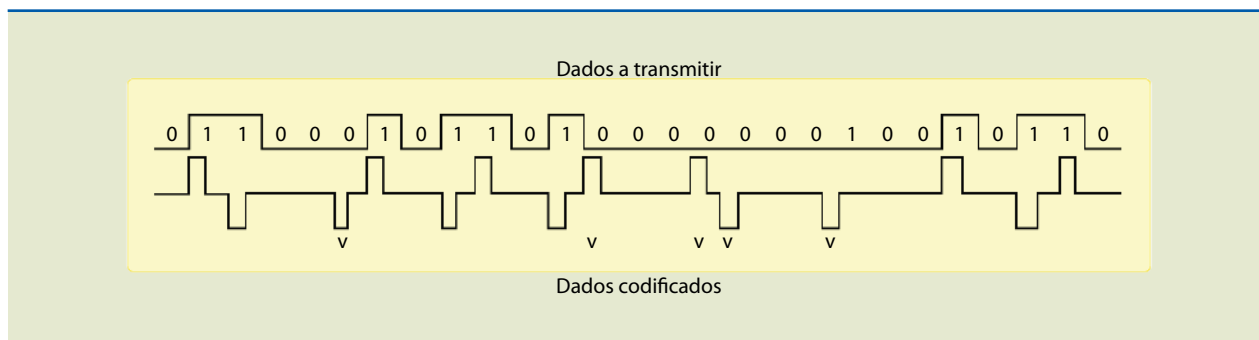 Dados a transmitir
0 1 1 0 0 0 1 0 1 1 0 1 0 0 0 0 0 0 0 1 0 0 1 0 1 1 0
v v v v v
Dados codificados